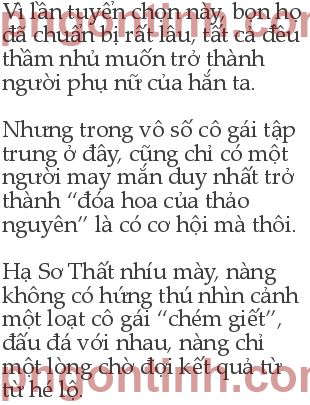 Vì lần tuyển chọn này, bọn họ
đã chuẩn bị rất lâu, tất cả đều
thầm nhủ muốn trở thành
người phụ nữ của hắn ta.
Nhưng trong vô số cô gái tập
trung ở đây, cũng chỉ có một
người may mắn duy nhất trở
thành “đóa hoa của thảo
nguyên” là có cơ hội mà thôi.
Hạ Sơ Thất nhíu mày, nàng
không có hứng thú nhìn cảnh
một loạt cô gái “chém giết”,
đấu đá với nhau, nàng chỉ
một lòng chờ đợi kết quả từ
từ hé lộ.
pngontinh.com
pngontinh.com